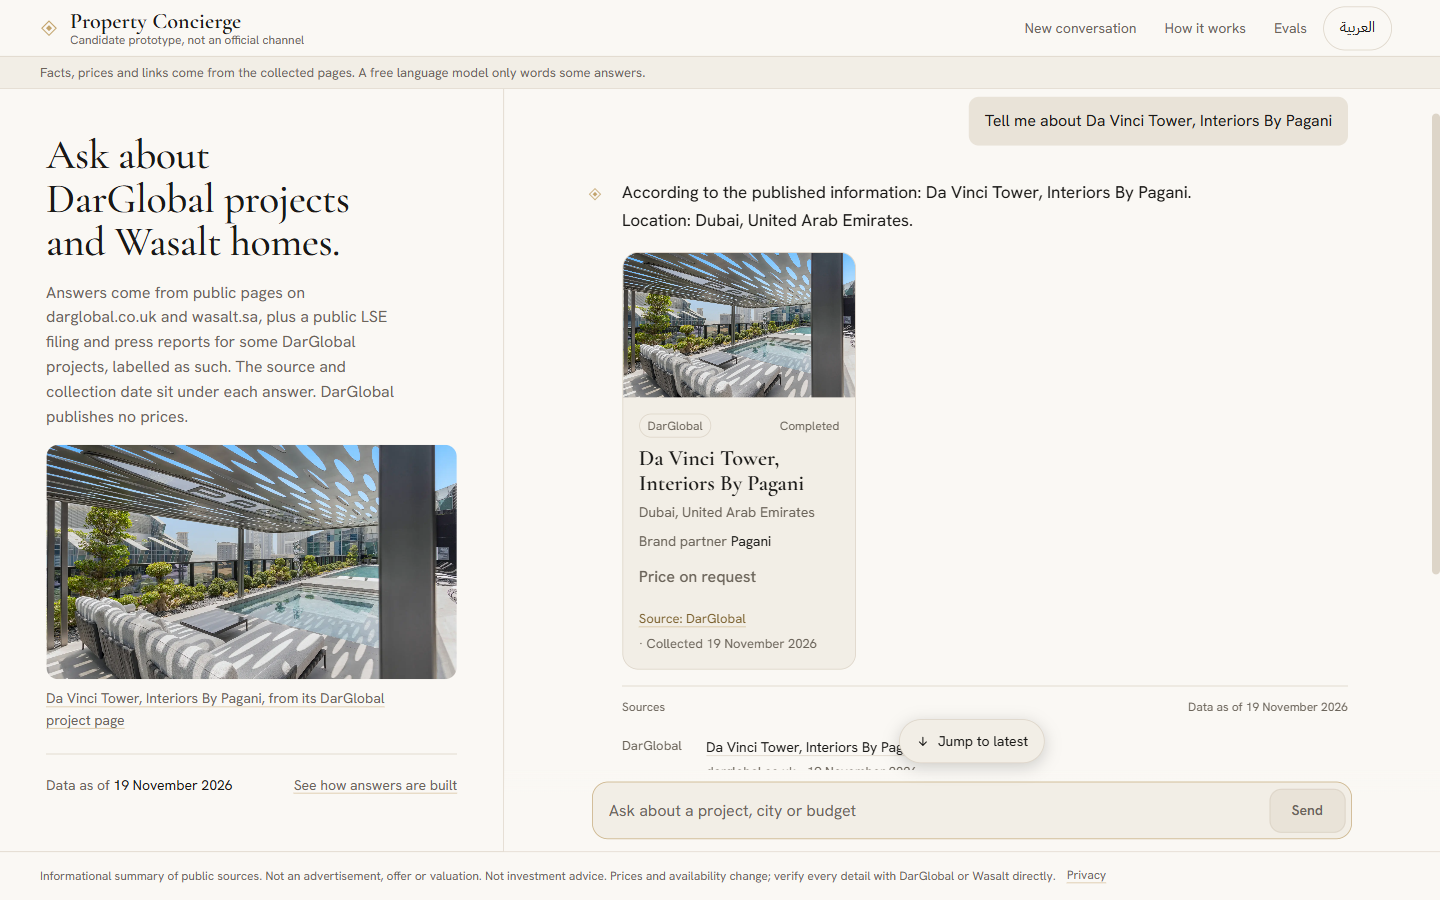 Property Concierge
Candidate prototype, not an official channel
New conversation
How it works
Evals
العربية
Facts, prices and links come from the collected pages. A free language model only words some answers.
Ask about
DarGlobal projects
and Wasalt homes.
Answers come from public pages on
darglobal.co.uk and wasalt.sa, plus a public LSE
filing and press reports for some DarGlobal
projects, labelled as such. The source and
collection date sit under each answer. DarGlobal
publishes no prices.
Da Vinci Tower, Interiors By Pagani, from its DarGlobal
project page
Data as of 19 November 2026
See how answers are built
Tell me about Da Vinci Tower, Interiors By Pagani
According to the published information: Da Vinci Tower, Interiors By Pagani.
Location: Dubai, United Arab Emirates.
DarGlobal
Completed
Da Vinci Tower,
Interiors By Pagani
Dubai, United Arab Emirates
Brand partner Pagani
Price on request
Source: DarGlobal
· Collected 19 November 2026
Sources
Data as of 19 November 2026
DarGlobal
Da Vinci Tower, Interiors By Pag
↓ Jump to latest
Ask about a project, city or budget
Send
Informational summary of public sources. Not an advertisement, offer or valuation. Not investment advice. Prices and availability change; verify every detail with DarGlobal or Wasalt directly.
Privacy